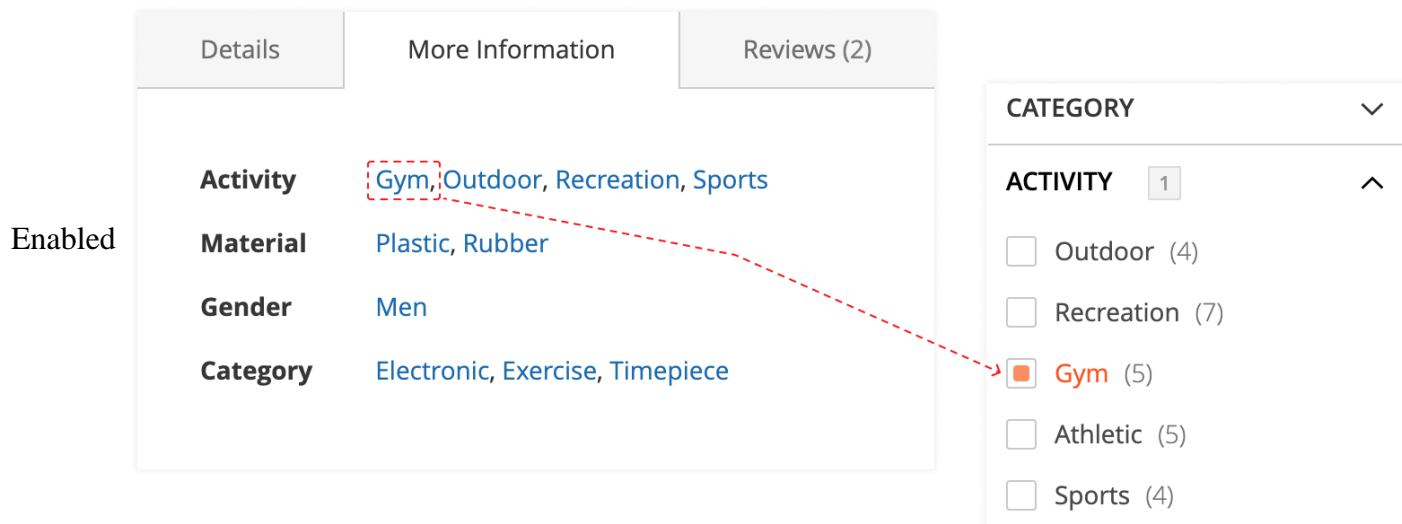 Details More Information Reviews (2)
Activity Gym, Outdoor, Recreation, Sports
Enabled
Material Plastic, Rubber
Gender Men
Category Electronic, Exercise, Timepiece
CATEGORY
ACTIVITY 1
Outdoor (4)
Recreation (7)
Gym (5)
Athletic (5)
Sports (4)